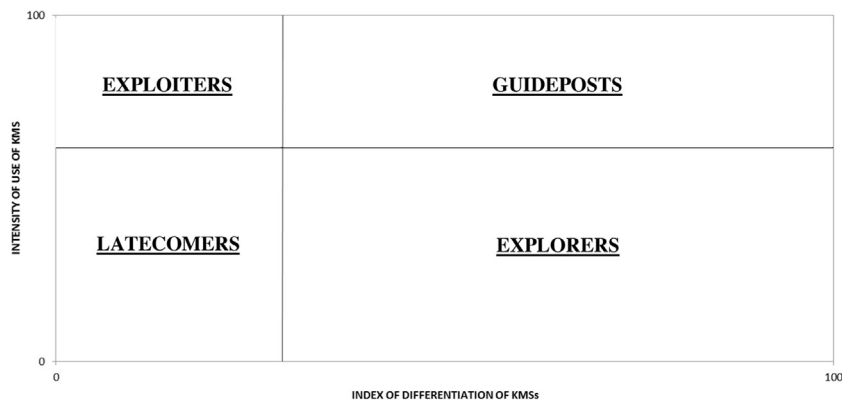 100
EXPLOITERS
GUIDEPOSTS
INTENSITY OF USE OF KMS
LATECOMERS
EXPLORERS
0
0
100
INDEX OF DIFFERENTIATION OF KMSs